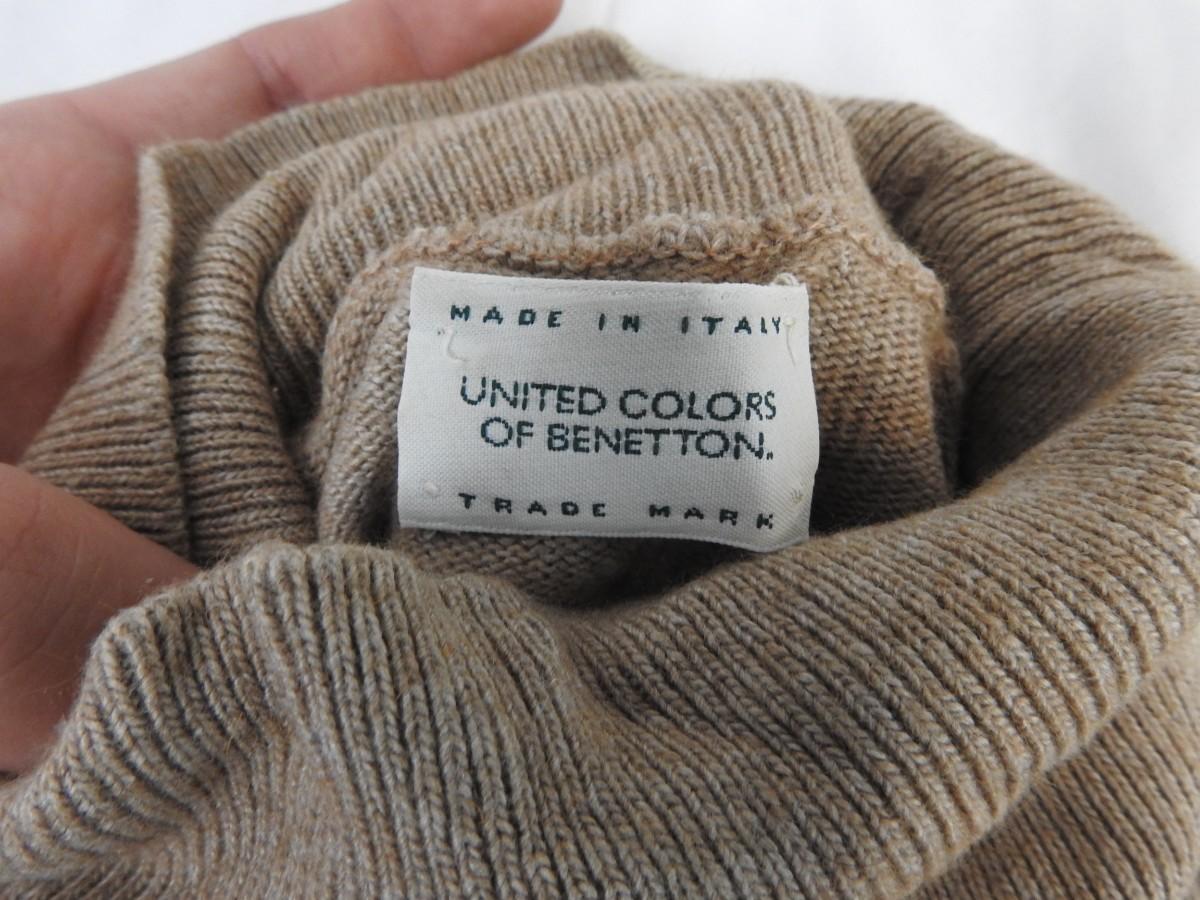 MADE IN ITALY
UNITED COLORS
OF BENETTON.
TRADE MARK